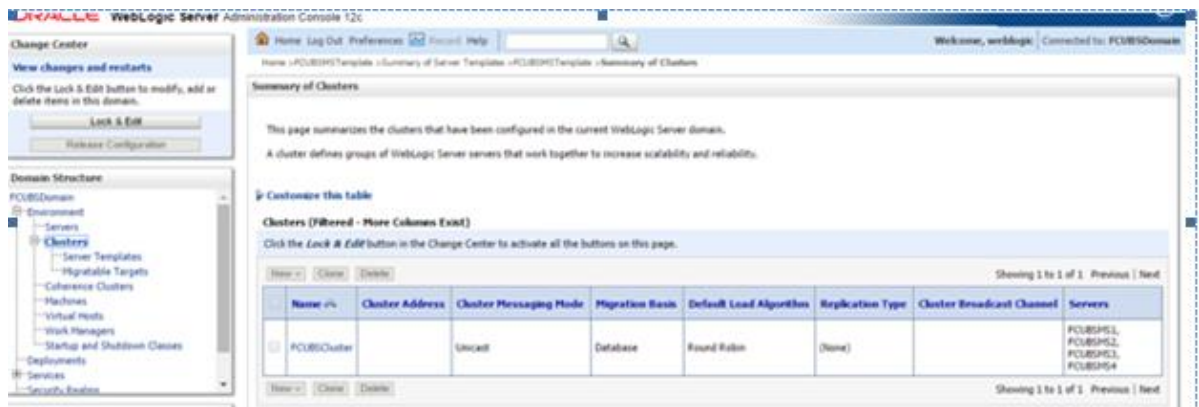 ORACLE WebLogic Server Administration Console 12c
Change Center
View changes and restarts
Click the Lock & Edit button to modify, add or
delete items in this domain.
Lock & Edit
Release Configuration
Domain Structure
FCUBSDomain
Environment
Servers
Clusters
Server Templates
Migratable Targets
Coherence Clusters
Machines
Virtual Hosts
Work Managers
Startup and Shutdown Classes
Deployments
Services
Security Realms
Home Log Out Preferences Record Help
Welcome, weblogic Connected to: FCUBSDomain
Home >FCUBSMSTemplate >Summary of Server Templates >FCUBSMSTemplate >Summary of Clusters
Summary of Clusters
This page summarizes the clusters that have been configured in the current WebLogic Server domain.
A cluster defines groups of WebLogic Server servers that work together to increase scalability and reliability.
Customize this table
Clusters (Filtered - More Columns Exist)
Click the Lock & Edit button in the Change Center to activate all the buttons on this page.
New Clone Delete
Showing 1 to 1 of 1 Previous | Next
Name Cluster Address Cluster Messaging Mode Migration Basis Default Load Algorithm Replication Type Cluster Broadcast Channel Servers
FCUBSCluster Unicast Database Round Robin (None) FCUBSMS1,
FCUBSMS2,
FCUBSMS3,
FCUBSMS4
New Clone Delete
Showing 1 to 1 of 1 Previous | Next